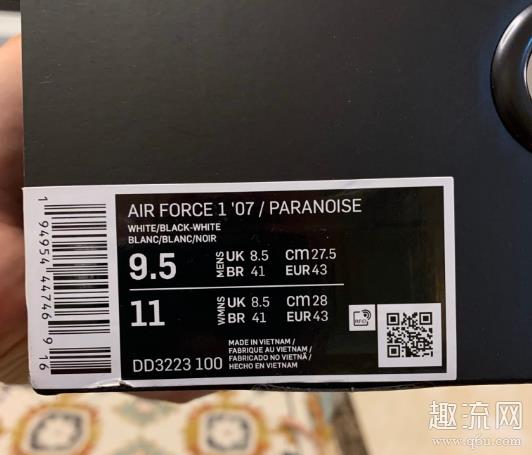 AIR FORCE 1 '07 / PARANOISE
WHITE/BLACK-WHITE
BLANC/BLANC/NOIR
9.5 MENS UK 8.5 CM 27.5
BR 41 EUR 43
11 WMNS UK 8.5 CM 28
BR 41 EUR 43
RFID
DD3223 100
MADE IN VIETNAM /
FABRIQUE AU VIETNAM /
FABRICADO NO VIETNÃ /
HECHO EN VIETNAM
1 94954 44746 9 16
趣流网
www.qbu.com